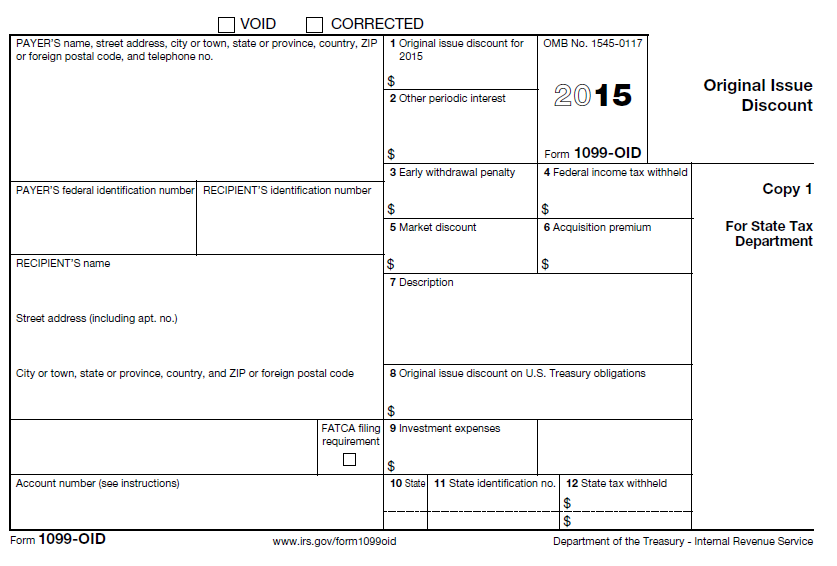 VOID CORRECTED
PAYER'S name, street address, city or town, state or province, country, ZIP
or foreign postal code, and telephone no.
1 Original issue discount for
2015
$
2 Other periodic interest
$
OMB No. 1545-0117
2015
Form 1099-OID
Original Issue
Discount
3 Early withdrawal penalty
$
4 Federal income tax withheld
$
Copy 1
For State Tax
Department
PAYER'S federal identification number
RECIPIENT'S identification number
5 Market discount
$
6 Acquisition premium
$
RECIPIENT'S name
7 Description
Street address (including apt. no.)
City or town, state or province, country, and ZIP or foreign postal code
8 Original issue discount on U.S. Treasury obligations
$
FATCA filing
requirement
9 Investment expenses
$
Account number (see instructions)
10 State
11 State identification no.
12 State tax withheld
$
$
Form 1099-OID
www.irs.gov/form1099oid
Department of the Treasury - Internal Revenue Service